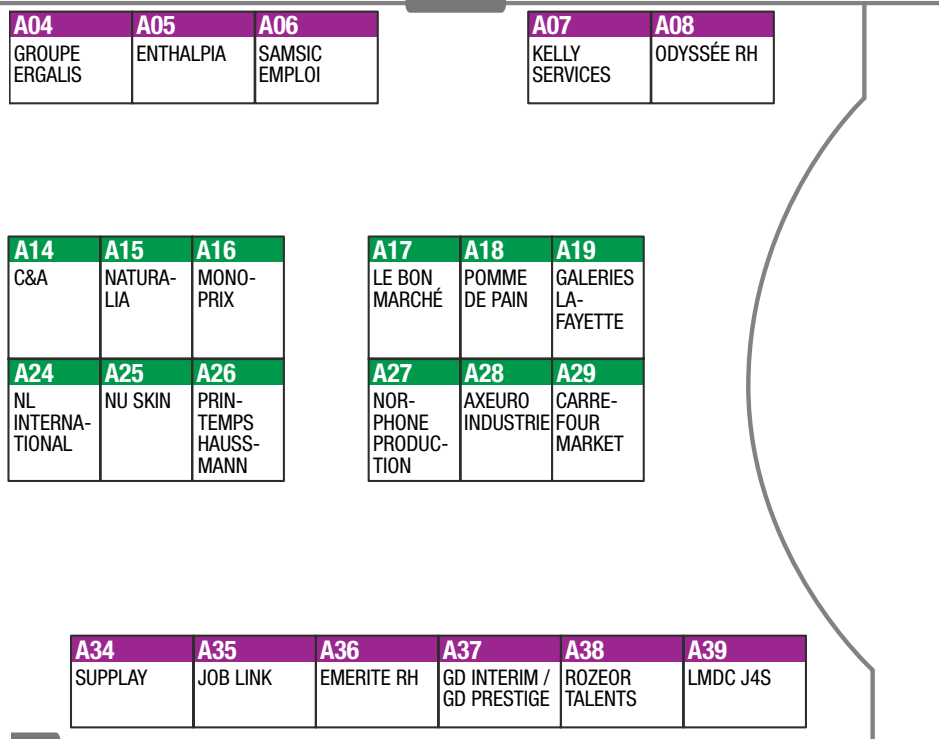 A04 A05 A06 A07 A08
GROUPE ENTHALPIA SAMSIC KELLY ODYSSÉE RH
ERGALIS EMPLOI SERVICES
A14 A15 A16 A17 A18 A19
C&A NATURA- MONO- LE BON POMME GALERIES
LIA PRIX MARCHÉ DE PAIN LA-
FAYETTE
A24 A25 A26 A27 A28 A29
NL NU SKIN PRIN- NOR- AXEURO CARRE-
INTERNA- TEMPS PHONE INDUSTRIE FOUR
TIONAL HAUSS- PRODUC- MARKET
MANN TION
A34 A35 A36 A37 A38 A39
SUPPLAY JOB LINK EMERITE RH GD INTERIM / ROZEOR LMDC J4S
GD PRESTIGE TALENTS